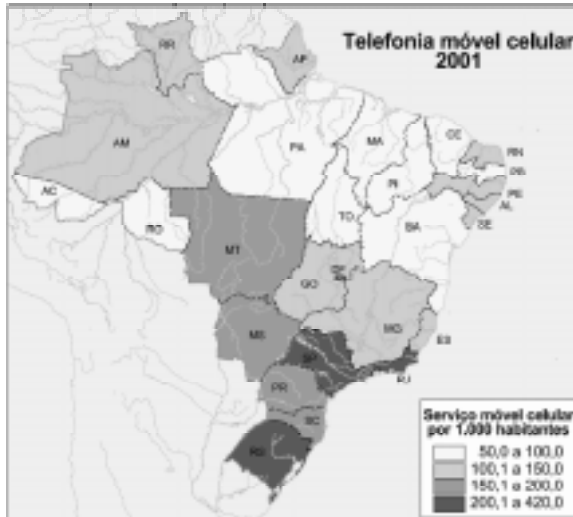 Telefonia móvel celular
2001
RR
AP
AM
PA
MA
CE
RN
PB
PE
AL
SE
PI
AC
RO
TO
BA
MT
GO
DF
MG
ES
MS
SP
RJ
PR
SC
RS
Serviço móvel celular
por 1.000 habitantes
50,0 a 100,0
100,1 a 150,0
150,1 a 200,0
200,1 a 420,0